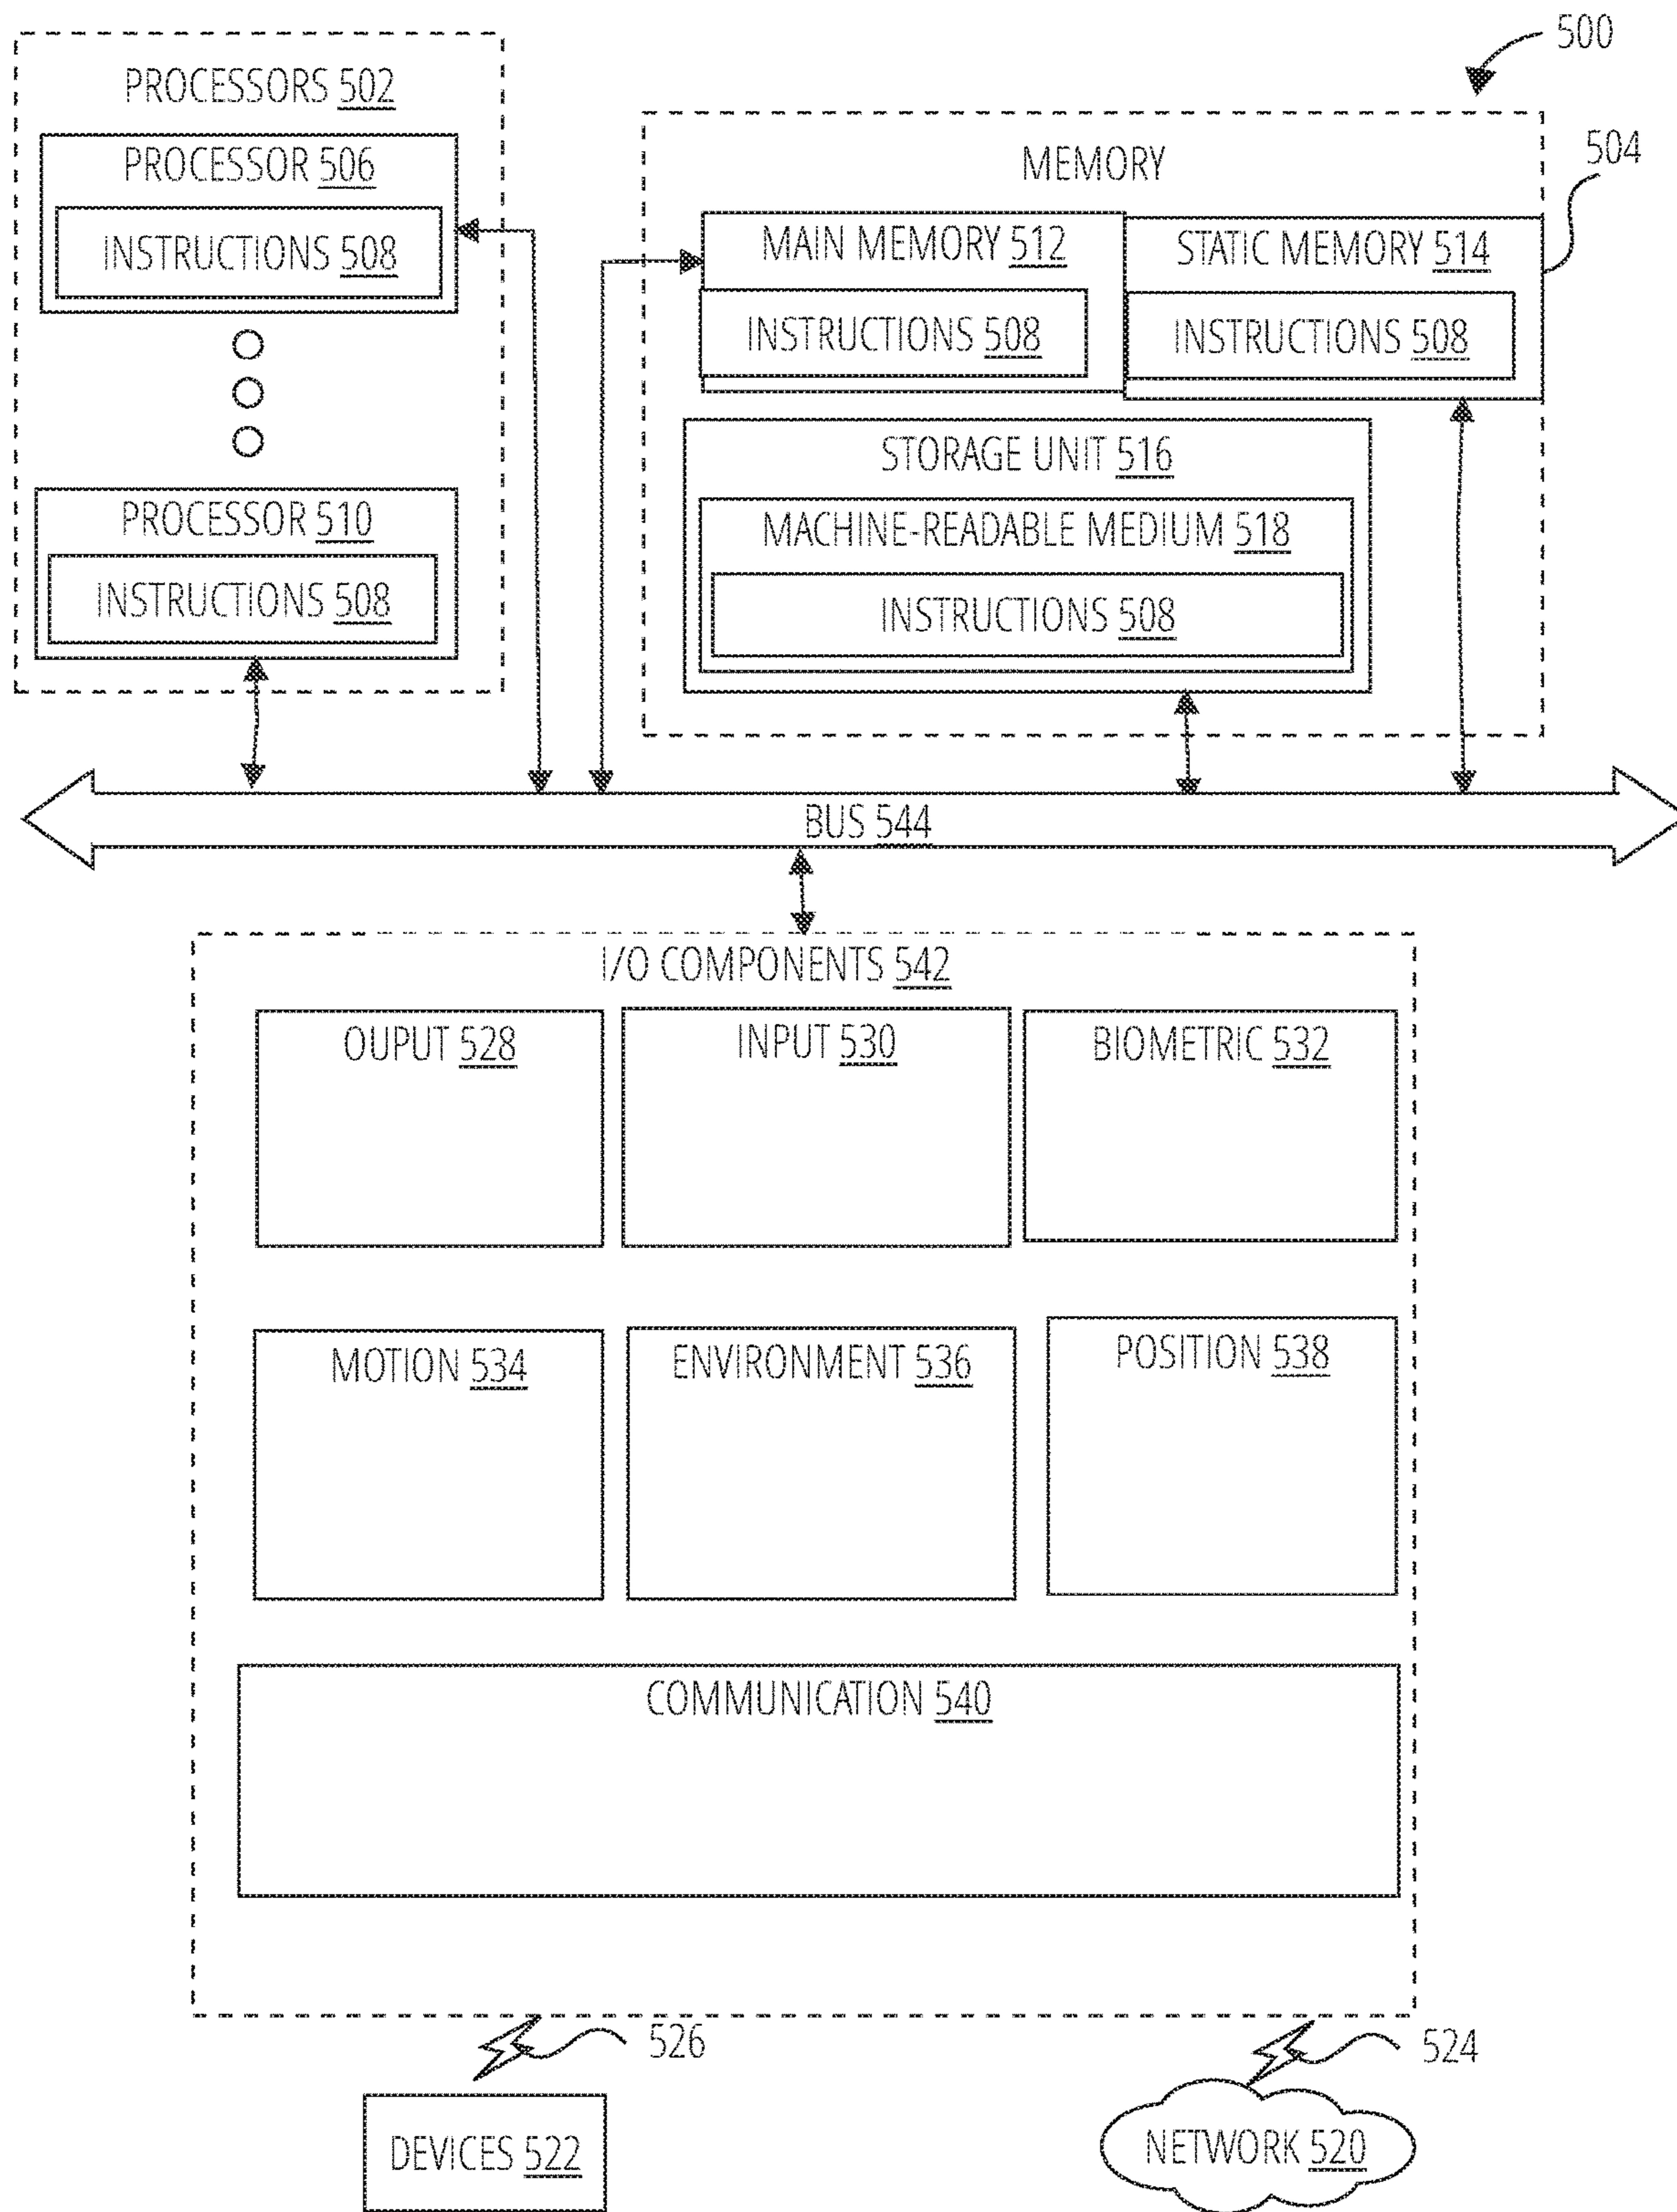 500
PROCESSORS 502
PROCESSOR 506
INSTRUCTIONS 508
PROCESSOR 510
INSTRUCTIONS 508
504
MEMORY
MAIN MEMORY 512
INSTRUCTIONS 508
STATIC MEMORY 514
INSTRUCTIONS 508
STORAGE UNIT 516
MACHINE-READABLE MEDIUM 518
INSTRUCTIONS 508
BUS 544
I/O COMPONENTS 542
OUPUT 528
INPUT 530
BIOMETRIC 532
MOTION 534
ENVIRONMENT 536
POSITION 538
COMMUNICATION 540
526
524
DEVICES 522
NETWORK 520